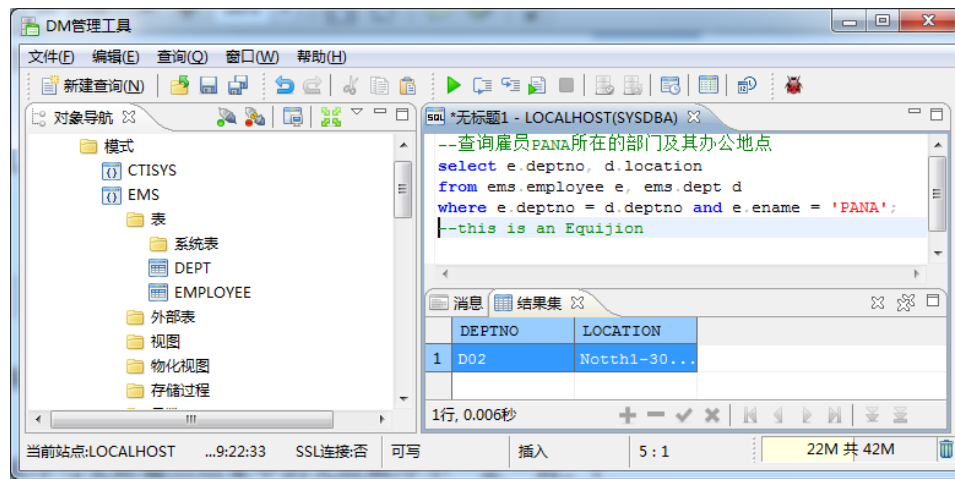 DM管理工具
文件(F) 编辑(E) 查询(Q) 窗口(W) 帮助(H)
新建查询(N)
对象导航
模式
CTISYS
EMS
表
系统表
DEPT
EMPLOYEE
外部表
视图
物化视图
存储过程
*无标题1 - LOCALHOST(SYSDBA)
--查询雇员PANA所在的部门及其办公地点
select e.deptno, d.location
from ems.employee e, ems.dept d
where e.deptno = d.deptno and e.ename = 'PANA';
--this is an Equijion
消息 结果集
DEPTNO LOCATION
1 D02 Notth1-30...
1行, 0.006秒
当前站点:LOCALHOST ...9:22:33 SSL连接:否 可写 插入 5 : 1 22M 共 42M